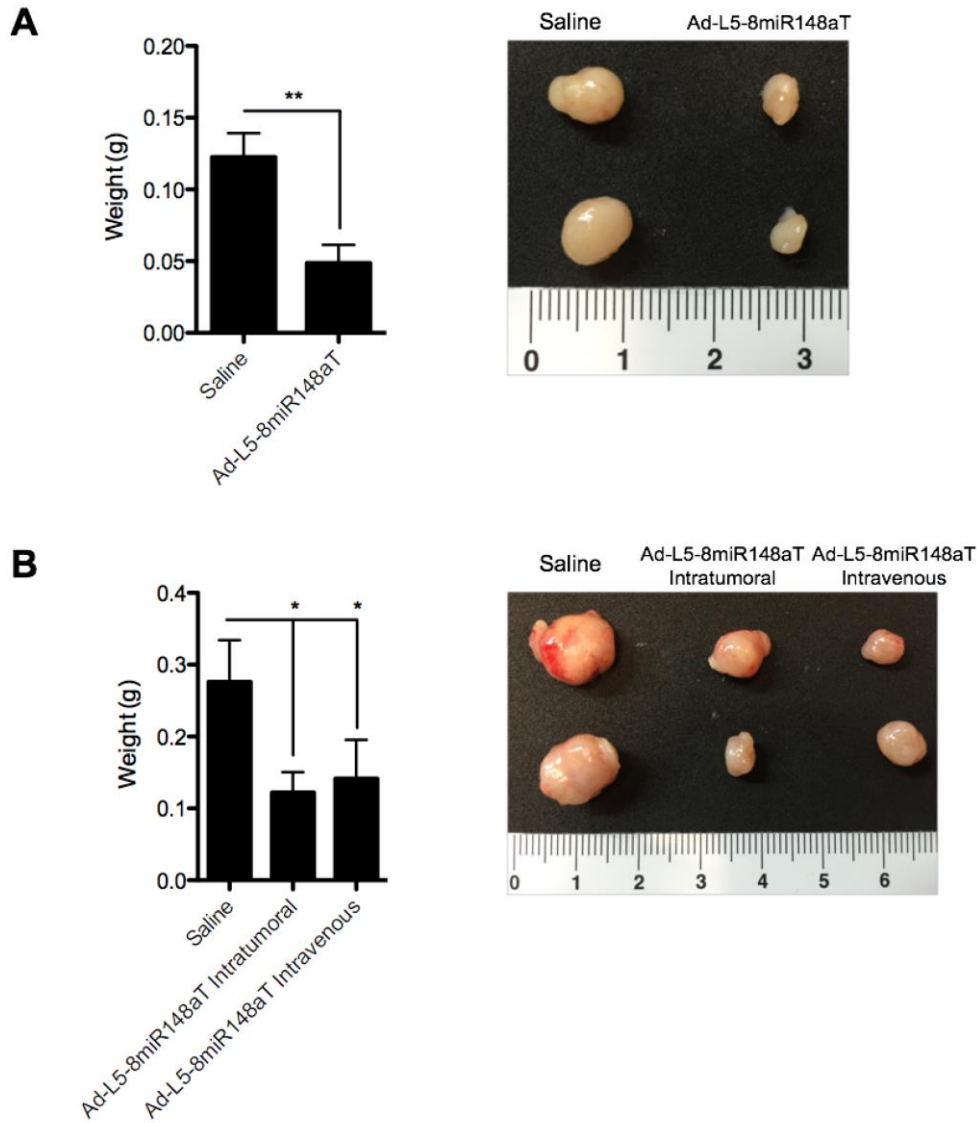 A
0.20
0.15
0.10
0.05
0.00
Weight (g)
**
Saline
Ad-L5-8miR148aT
Saline
Ad-L5-8miR148aT
0 1 2 3
B
0.4
0.3
0.2
0.1
0.0
Weight (g)
* *
Saline
Ad-L5-8miR148aT Intratumoral
Ad-L5-8miR148aT Intravenous
Saline
Ad-L5-8miR148aT
Intratumoral
Ad-L5-8miR148aT
Intravenous
0 1 2 3 4 5 6